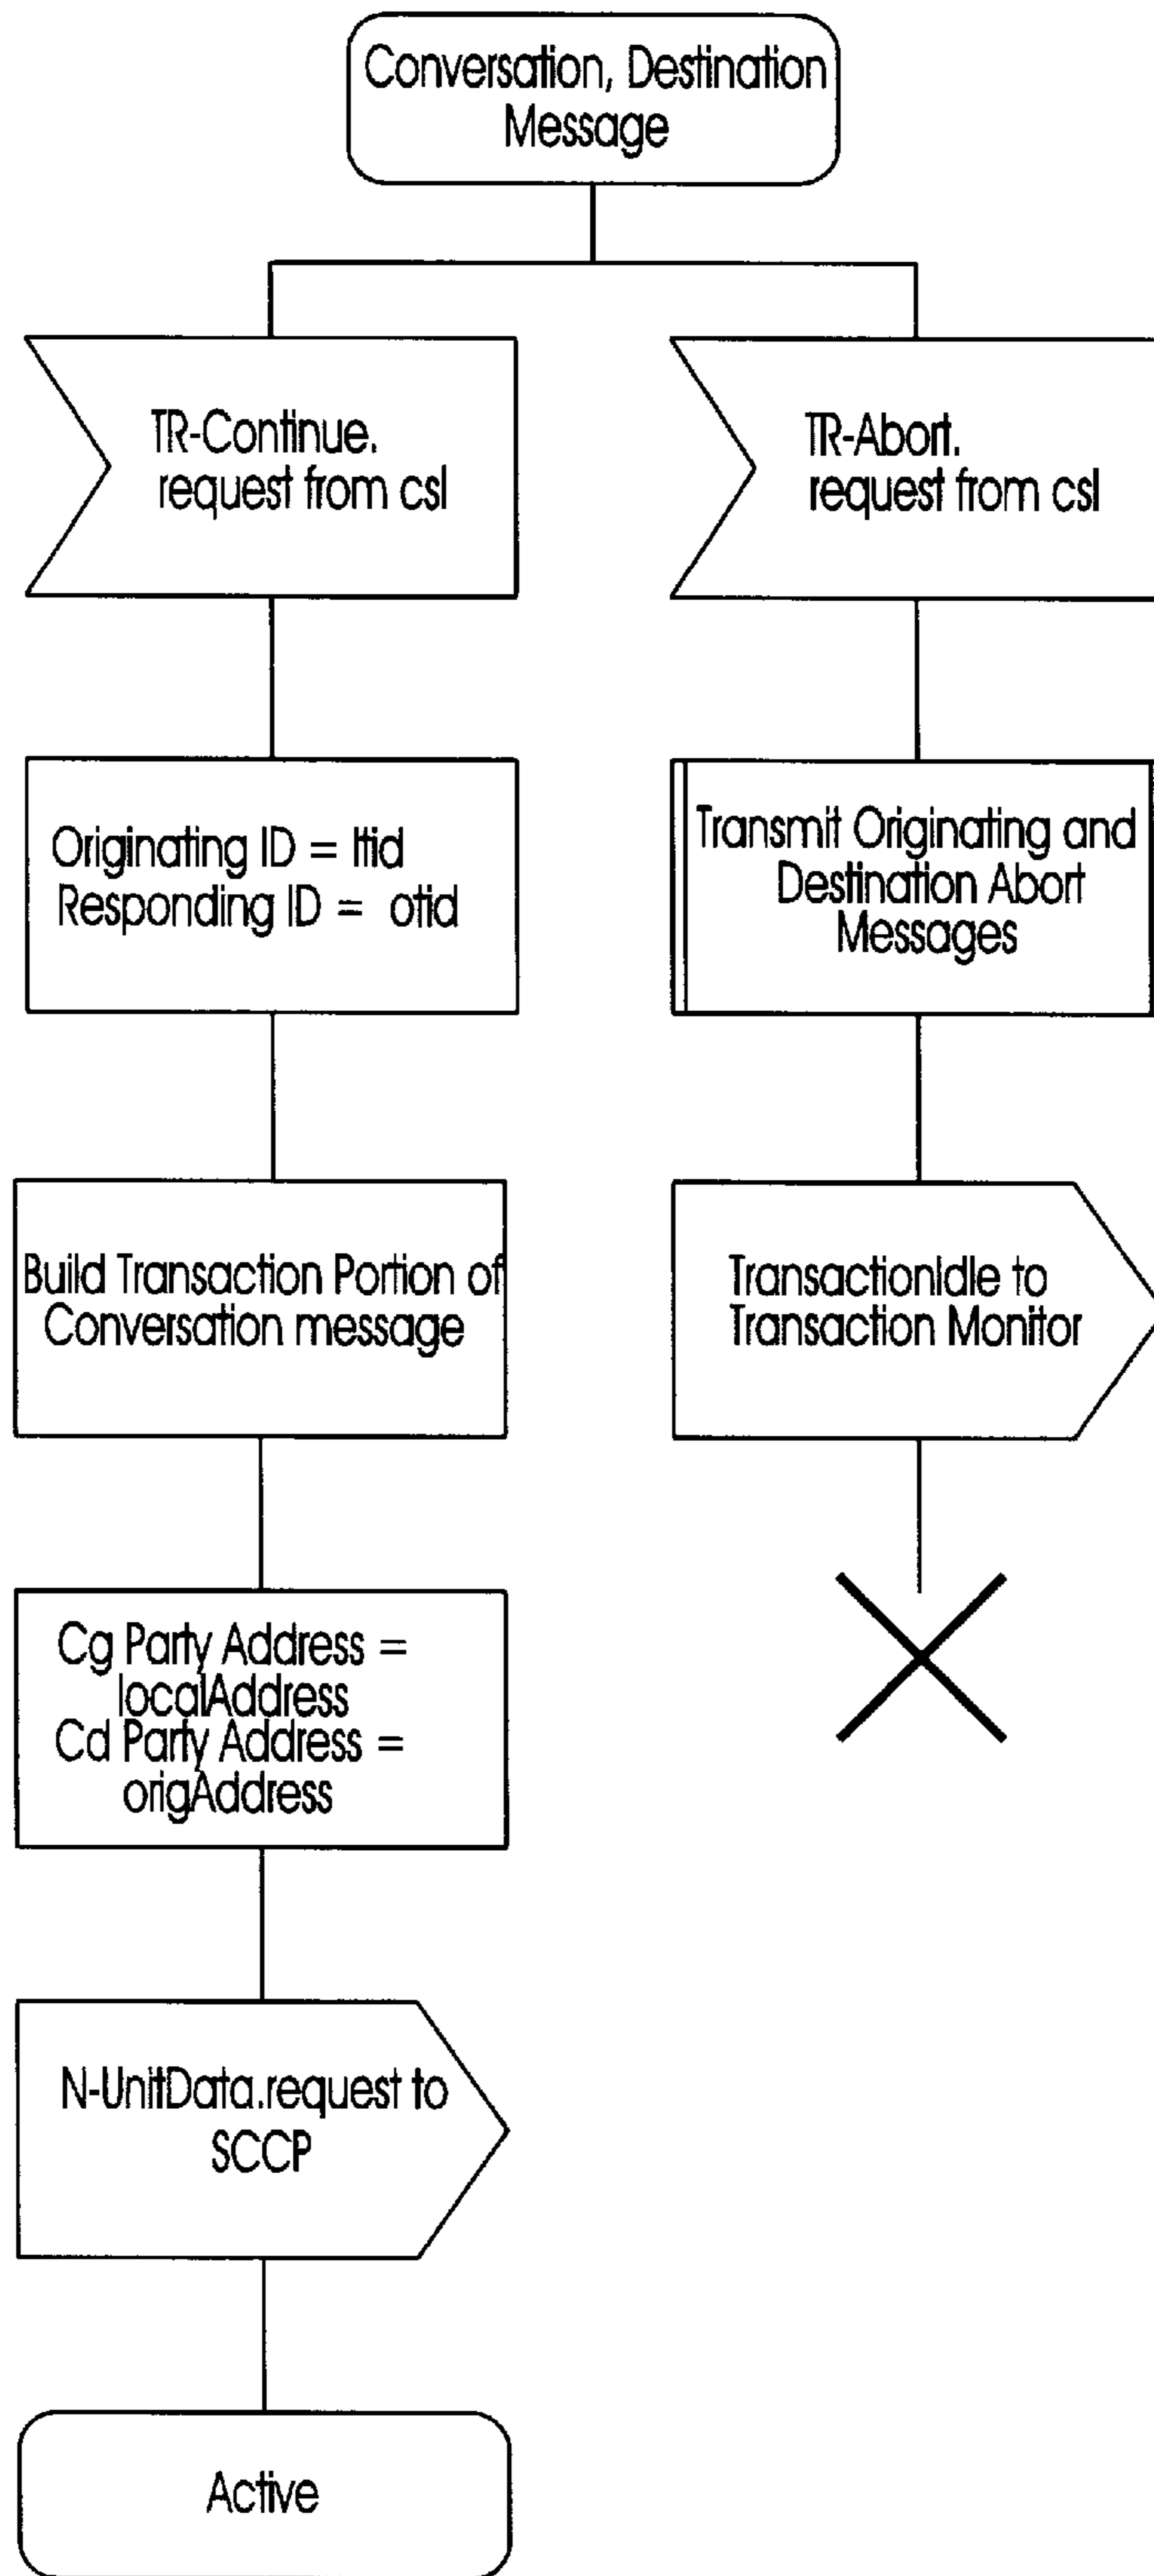 Conversation, Destination
Message
TR-Continue.
request from csl
TR-Abort.
request from csl
Originating ID = ltid
Responding ID = otid
Transmit Originating and
Destination Abort
Messages
Build Transaction Portion of
Conversation message
TransactionIdle to
Transaction Monitor
Cg Party Address =
localAddress
Cd Party Address =
origAddress
N-UnitData.request to
SCCP
Active